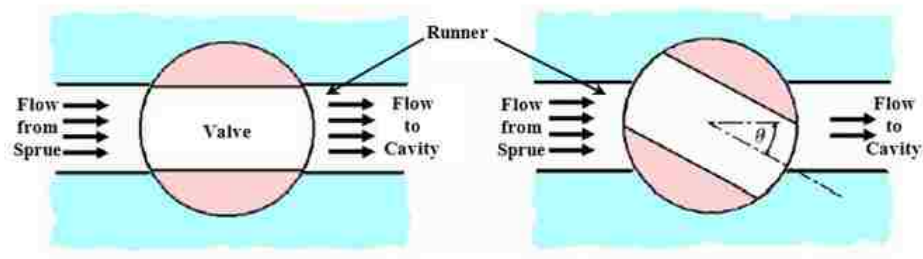 Runner
Flow
from
Sprue
Valve
Flow
to
Cavity
Flow
from
Sprue
θ
Flow
to
Cavity